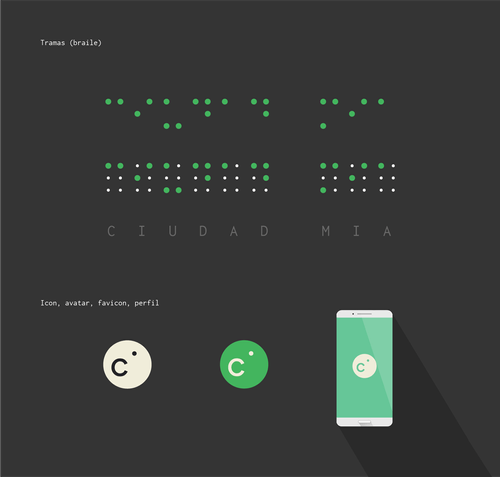 Tramas (braile)
C I U D A D M I A
Icon, avatar, favicon, perfil
c c c